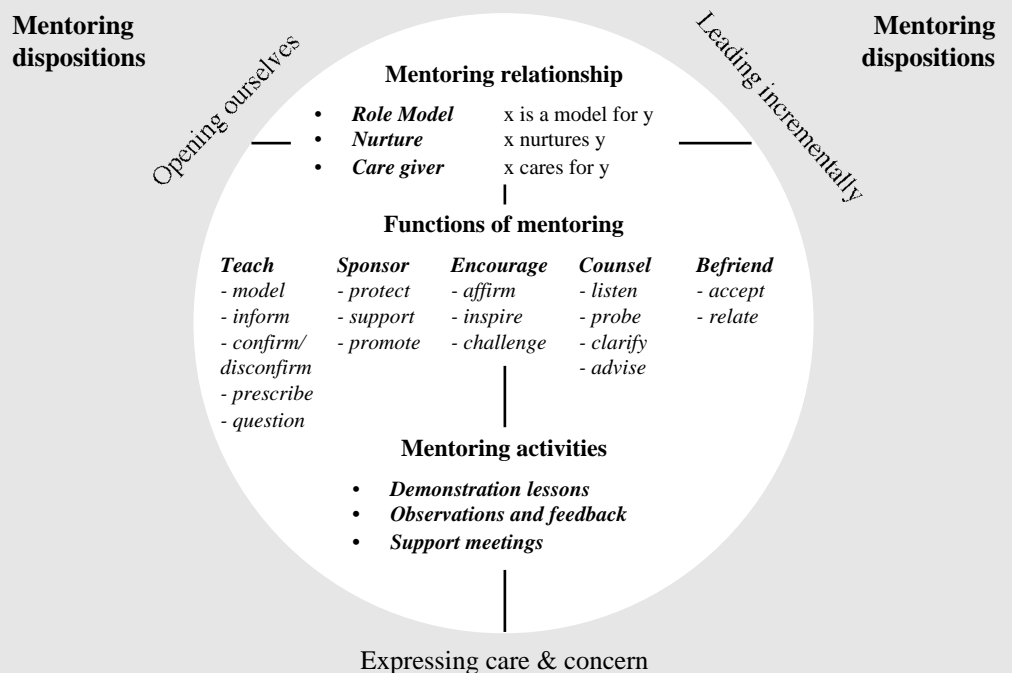 Mentoring
dispositions
Mentoring
dispositions
Opening ourselves
Leading incrementally
Mentoring relationship
• Role Model x is a model for y
• Nurture x nurtures y
• Care giver x cares for y
Functions of mentoring
Teach
- model
- inform
- confirm/
disconfirm
- prescribe
- question
Sponsor
- protect
- support
- promote
Encourage
- affirm
- inspire
- challenge
Counsel
- listen
- probe
- clarify
- advise
Befriend
- accept
- relate
Mentoring activities
• Demonstration lessons
• Observations and feedback
• Support meetings
Expressing care & concern